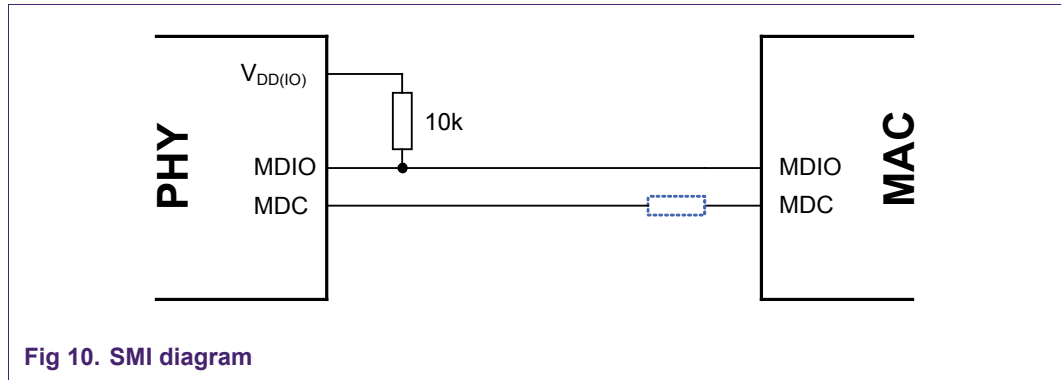 V_DD(IO)
10k
PHY
MAC
MDIO
MDIO
MDC
MDC
Fig 10. SMI diagram